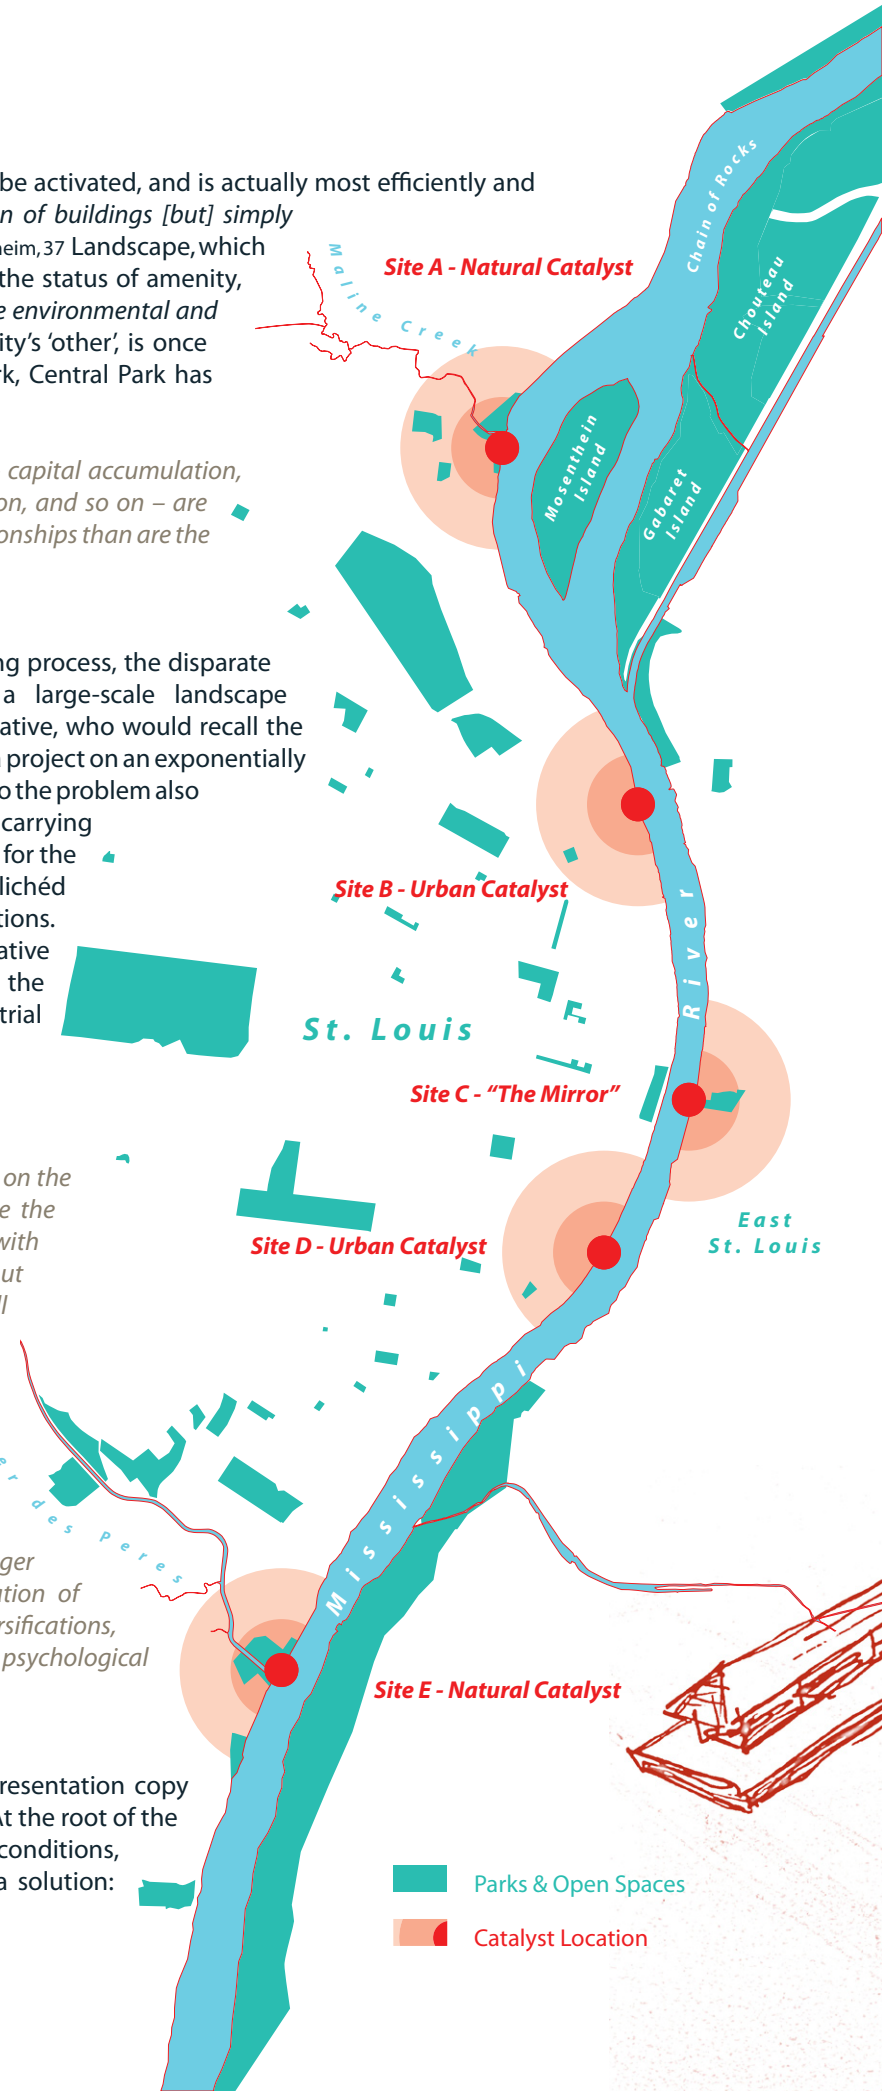 be activated, and is actually most efficiently and
n of buildings [but] simply
heim, 37 Landscape, which
the status of amenity,
e environmental and
ity's 'other', is once
rk, Central Park has
capital accumulation,
on, and so on – are
onships than are the
ng process, the disparate
a large-scale landscape
ative, who would recall the
project on an exponentially
o the problem also
carrying
for the
lichéd
tions.
ative
the
trial
on the
e the
with
ut
ll
ger
ation of
rsifications,
psychological
resentation copy
At the root of the
conditions,
a solution:
Chain of Rocks
Maline Creek
Site A - Natural Catalyst
Chouteau
Island
Mosenthein
Island
Gabaret
Island
Site B - Urban Catalyst
River
St. Louis
Site C - “The Mirror”
East
St. Louis
Site D - Urban Catalyst
Mississippi
er des Peres
Site E - Natural Catalyst
Parks & Open Spaces
Catalyst Location